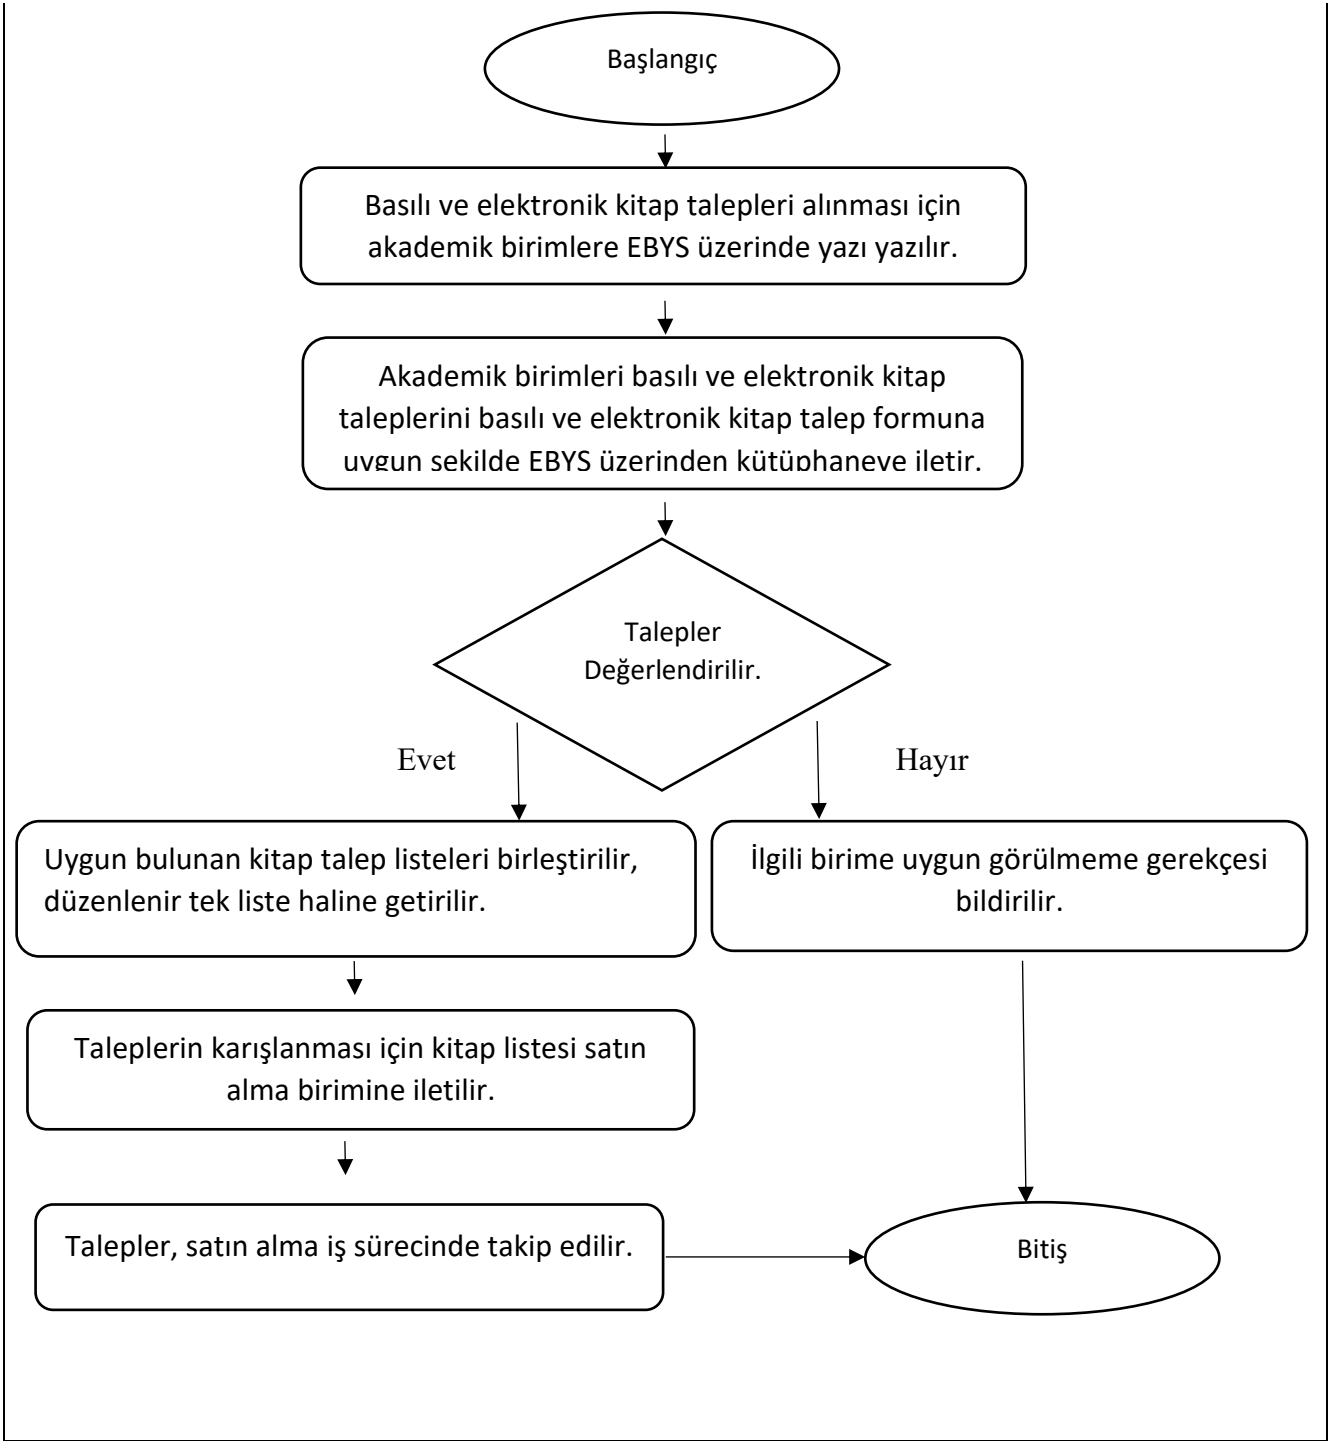 Başlangıç
Basılı ve elektronik kitap talepleri alınması için
akademik birimlere EBYS üzerinde yazı yazılır.
Akademik birimleri basılı ve elektronik kitap
taleplerini basılı ve elektronik kitap talep formuna
uygun şekilde EBYS üzerinden kütüphaneye iletir.
Talepler
Değerlendirilir.
Evet
Hayır
Uygun bulunan kitap talep listeleri birleştirilir,
düzenlenir tek liste haline getirilir.
İlgili birime uygun görülmeme gerekçesi
bildirilir.
Taleplerin karışlanması için kitap listesi satın
alma birimine iletilir.
Talepler, satın alma iş sürecinde takip edilir.
Bitiş